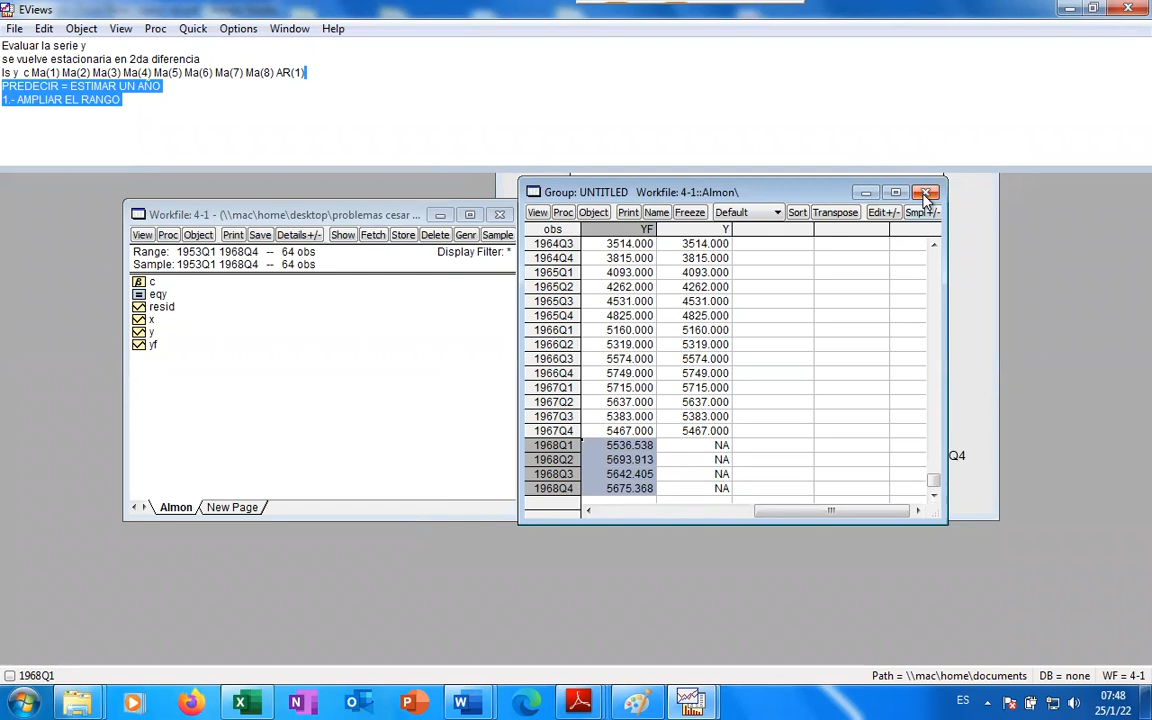 EViews
File Edit Object View Proc Quick Options Window Help
Evaluar la serie y
se vuelve estacionaria en 2da diferencia
ls y c Ma(1) Ma(2) Ma(3) Ma(4) Ma(5) Ma(6) Ma(7) Ma(8) AR(1)
PREDECIR = ESTIMAR UN AÑO
1.- AMPLIAR EL RANGO
Workfile: 4-1 - (\\mac\home\desktop\problemas cesar ...
View Proc Object Print Save Details+/- Show Fetch Store Delete Genr Sample
Range: 1953Q1 1968Q4 -- 64 obs Display Filter: *
Sample: 1953Q1 1968Q4 -- 64 obs
β c
= eqy
resid
x
y
yf
Almon New Page
Group: UNTITLED Workfile: 4-1::Almon\
View Proc Object Print Name Freeze Default Sort Transpose Edit+/- Smpl+/-
obs YF Y
1964Q3 3514.000 3514.000
1964Q4 3815.000 3815.000
1965Q1 4093.000 4093.000
1965Q2 4262.000 4262.000
1965Q3 4531.000 4531.000
1965Q4 4825.000 4825.000
1966Q1 5160.000 5160.000
1966Q2 5319.000 5319.000
1966Q3 5574.000 5574.000
1966Q4 5749.000 5749.000
1967Q1 5715.000 5715.000
1967Q2 5637.000 5637.000
1967Q3 5383.000 5383.000
1967Q4 5467.000 5467.000
1968Q1 5536.538 NA
1968Q2 5693.913 NA
1968Q3 5642.405 NA
1968Q4 5675.368 NA
Q4
1968Q1 Path = \\mac\home\documents DB = none WF = 4-1
ES 07:48
25/1/22